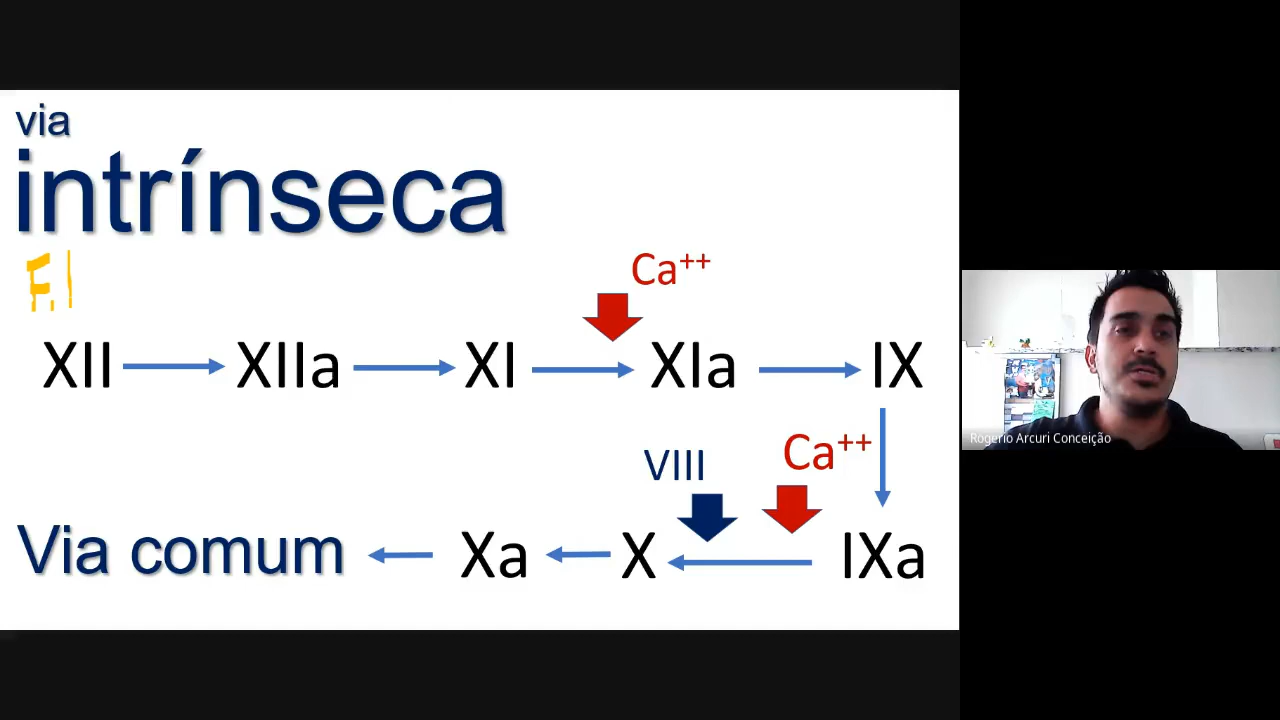 via
intrínseca
F.I
Ca++
XII XIIa XI XIa IX
VIII Ca++
Via comum Xa X IXa
Rogerio Arcuri Conceição